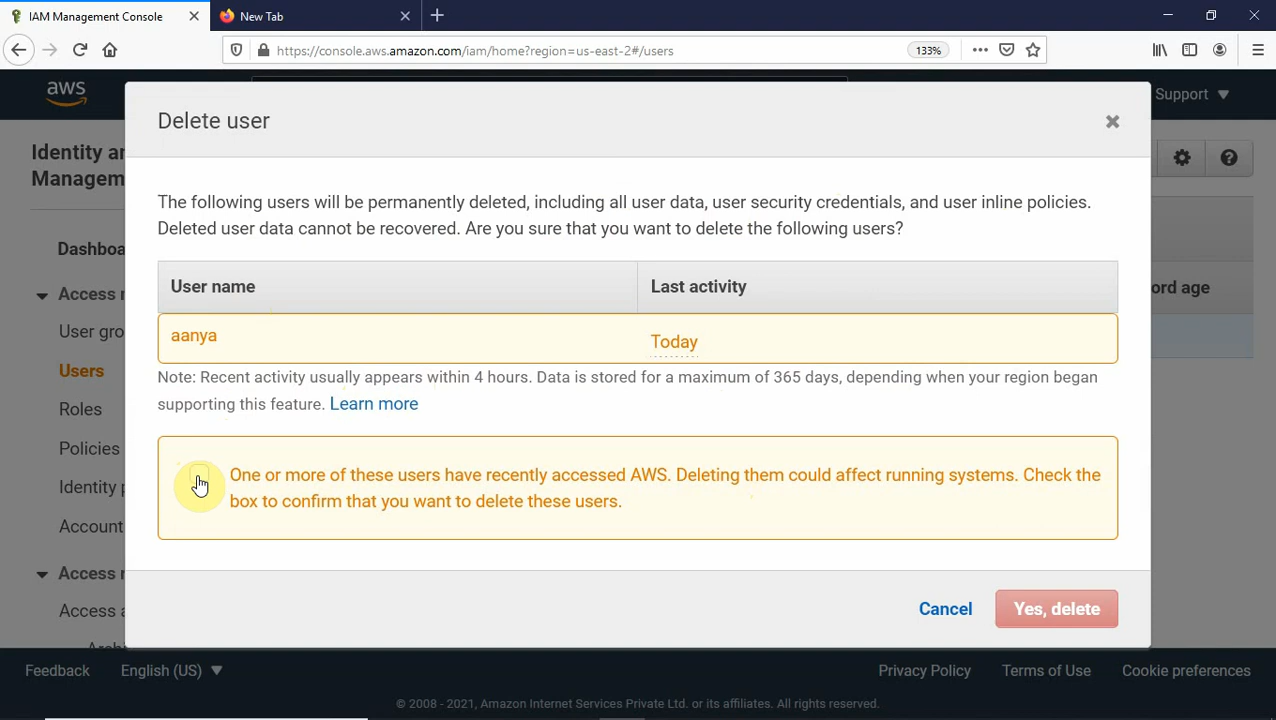 IAM Management Console
New Tab
https://console.aws.amazon.com/iam/home?region=us-east-2#/users
133%
aws
Support
Delete user
Identity an
Managem
The following users will be permanently deleted, including all user data, user security credentials, and user inline policies.
Deleted user data cannot be recovered. Are you sure that you want to delete the following users?
Dashboa
User name
Last activity
ord age
Access r
User gro
aanya
Today
Users
Note: Recent activity usually appears within 4 hours. Data is stored for a maximum of 365 days, depending when your region began
supporting this feature. Learn more
Roles
Policies
One or more of these users have recently accessed AWS. Deleting them could affect running systems. Check the
box to confirm that you want to delete these users.
Identity p
Account
Access r
Access a
Cancel
Yes, delete
Feedback
English (US)
Privacy Policy
Terms of Use
Cookie preferences
© 2008 - 2021, Amazon Internet Services Private Ltd. or its affiliates. All rights reserved.